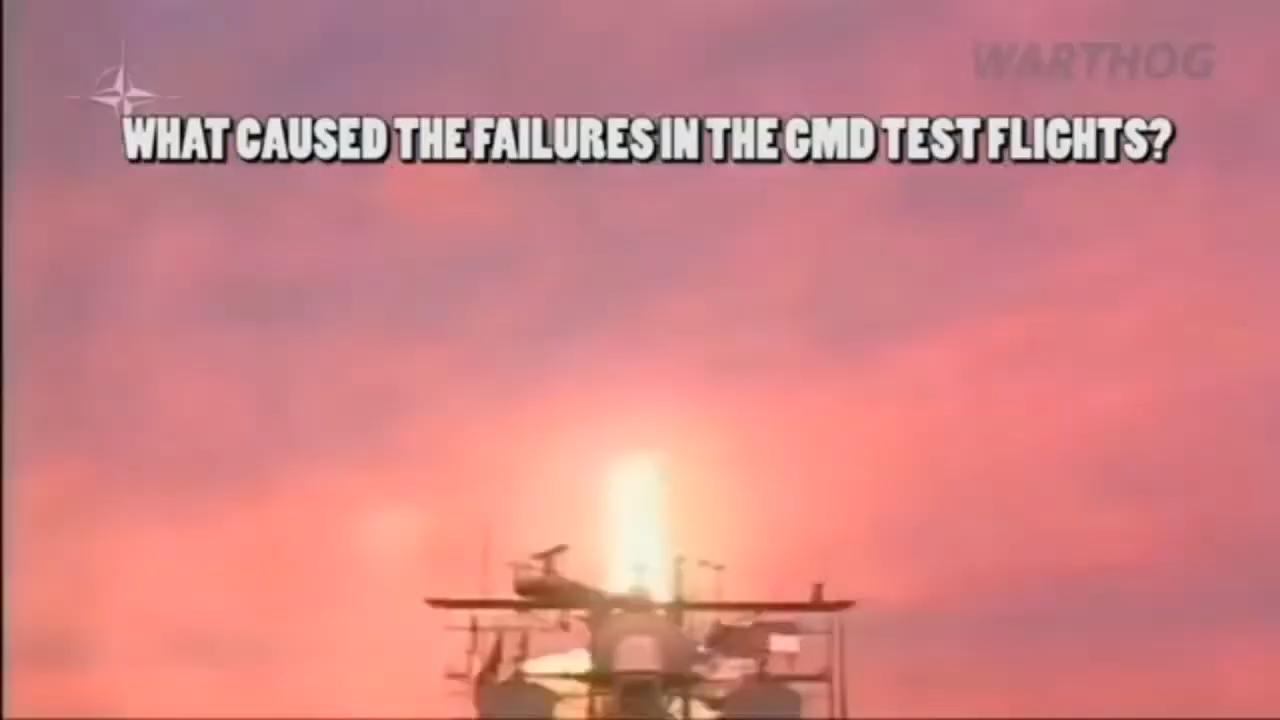 WARTHOG
WHAT CAUSED THE FAILURES IN THE GMD TEST FLIGHTS?